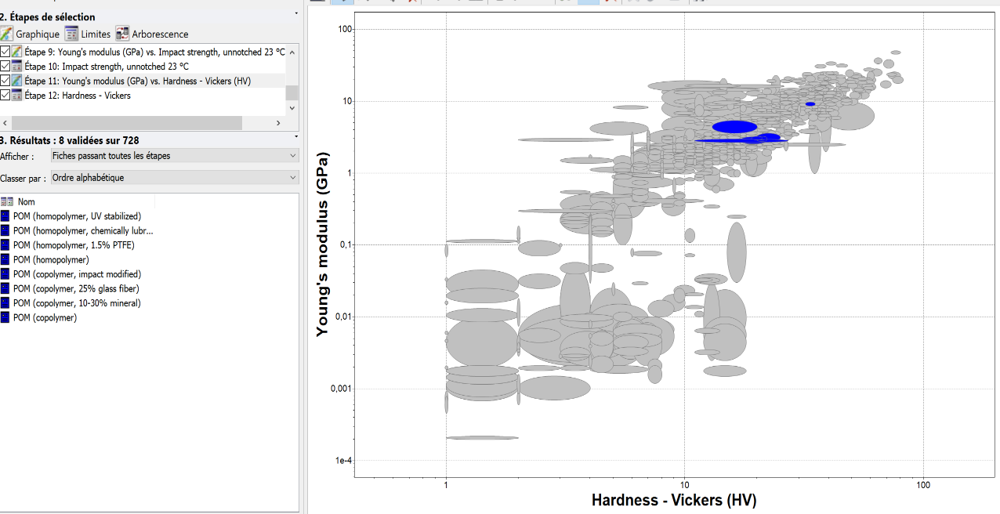 2. Étapes de sélection
Graphique Limites Arborescence
Étape 9: Young's modulus (GPa) vs. Impact strength, unnotched 23 °C
Étape 10: Impact strength, unnotched 23 °C
Étape 11: Young's modulus (GPa) vs. Hardness - Vickers (HV)
Étape 12: Hardness - Vickers
3. Résultats : 8 validées sur 728
Afficher : Fiches passant toutes les étapes
Classer par : Ordre alphabétique
Nom
POM (homopolymer, UV stabilized)
POM (homopolymer, chemically lubr...
POM (homopolymer, 1.5% PTFE)
POM (homopolymer)
POM (copolymer, impact modified)
POM (copolymer, 25% glass fiber)
POM (copolymer, 10-30% mineral)
POM (copolymer)
Young's modulus (GPa)
100
10
1
0,1
0,01
0,001
1e-4
1 10 100
Hardness - Vickers (HV)